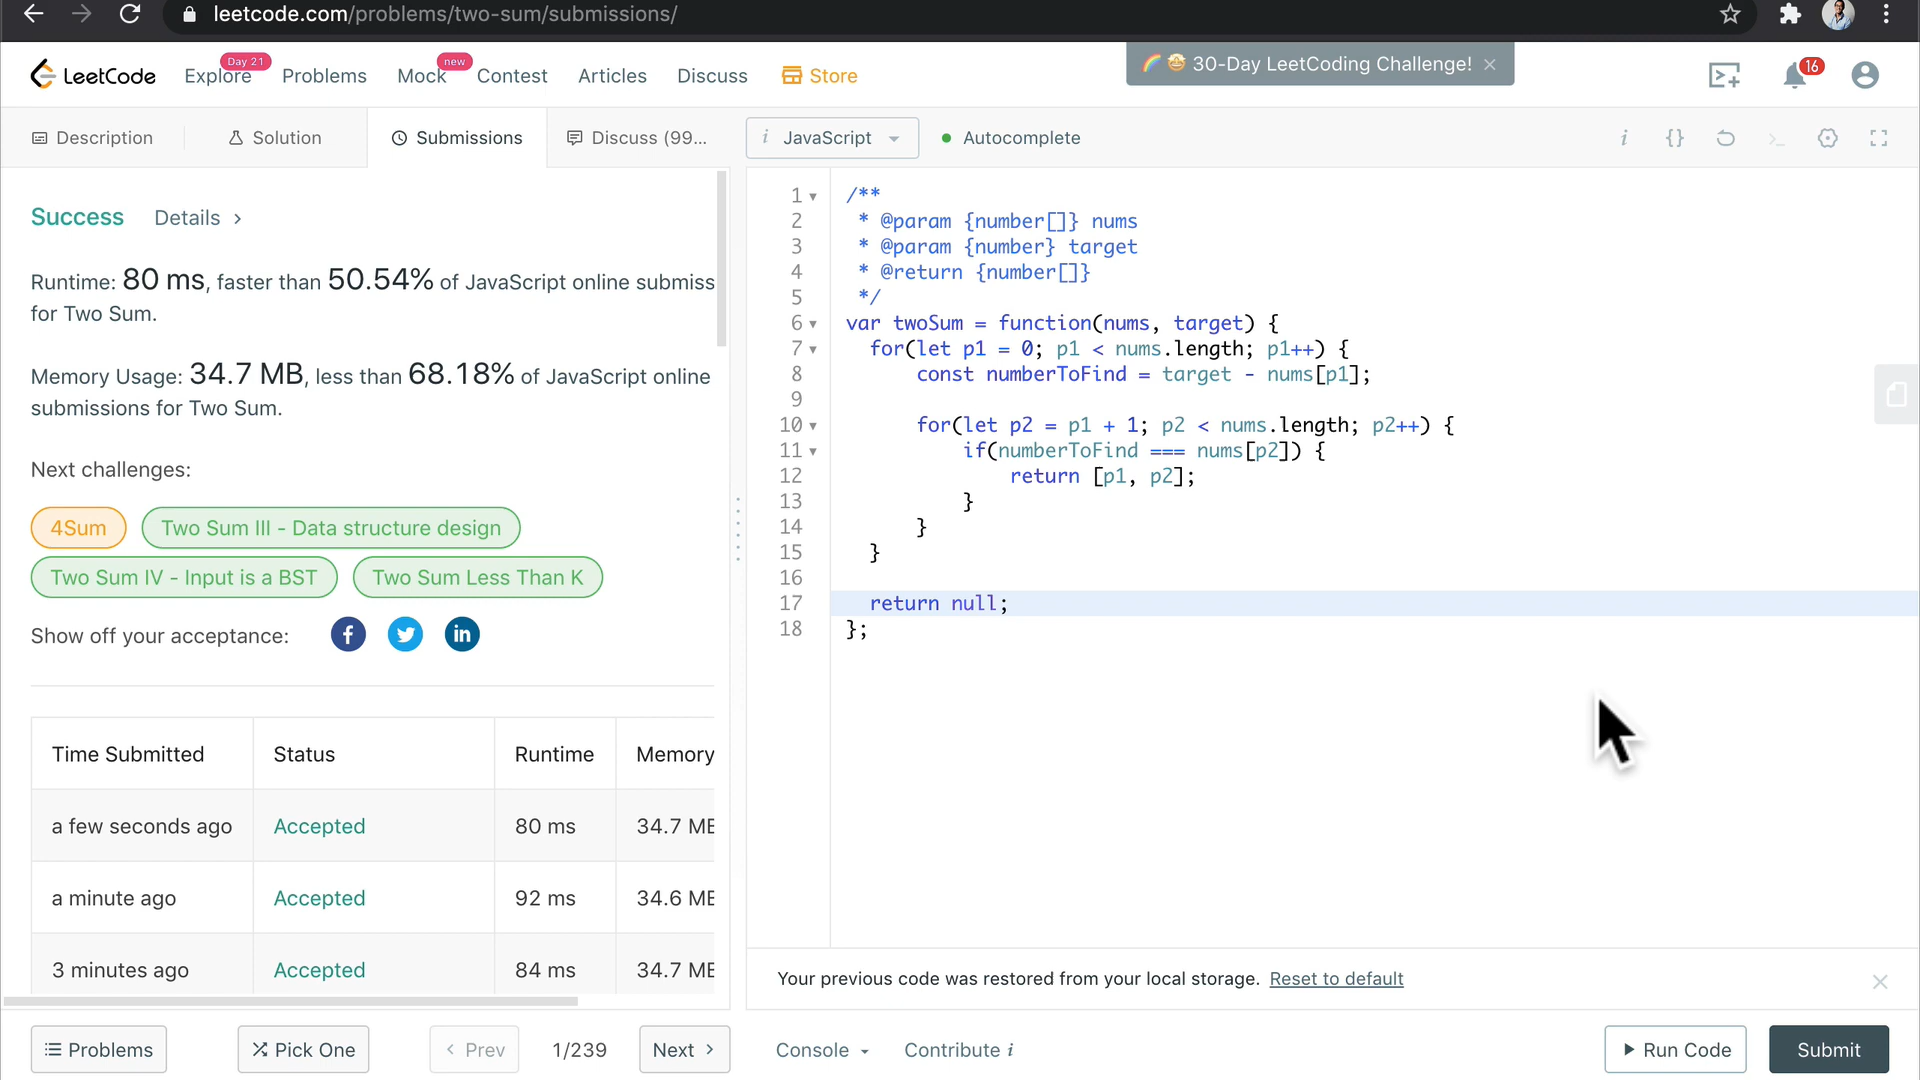 leetcode.com/problems/two-sum/submissions/
LeetCode
Explore
Day 21
Problems
Mock
new
Contest
Articles
Discuss
Store
🌈 🤩 30-Day LeetCoding Challenge! ×
16
Description
Solution
Submissions
Discuss (99...
i JavaScript
Autocomplete
i {}
Success Details >
Runtime: 80 ms, faster than 50.54% of JavaScript online submiss
for Two Sum.
Memory Usage: 34.7 MB, less than 68.18% of JavaScript online
submissions for Two Sum.
Next challenges:
4Sum
Two Sum III - Data structure design
Two Sum IV - Input is a BST
Two Sum Less Than K
Show off your acceptance:
f
in
Time Submitted Status Runtime Memory
a few seconds ago Accepted 80 ms 34.7 MB
a minute ago Accepted 92 ms 34.6 MB
3 minutes ago Accepted 84 ms 34.7 MB
1 /**
2 * @param {number[]} nums
3 * @param {number} target
4 * @return {number[]}
5 */
6 var twoSum = function(nums, target) {
7 for(let p1 = 0; p1 < nums.length; p1++) {
8 const numberToFind = target - nums[p1];
9
10 for(let p2 = p1 + 1; p2 < nums.length; p2++) {
11 if(numberToFind === nums[p2]) {
12 return [p1, p2];
13 }
14 }
15 }
16
17 return null;
18 };
Your previous code was restored from your local storage. Reset to default
Problems
Pick One
< Prev
1/239
Next >
Console
Contribute i
Run Code
Submit